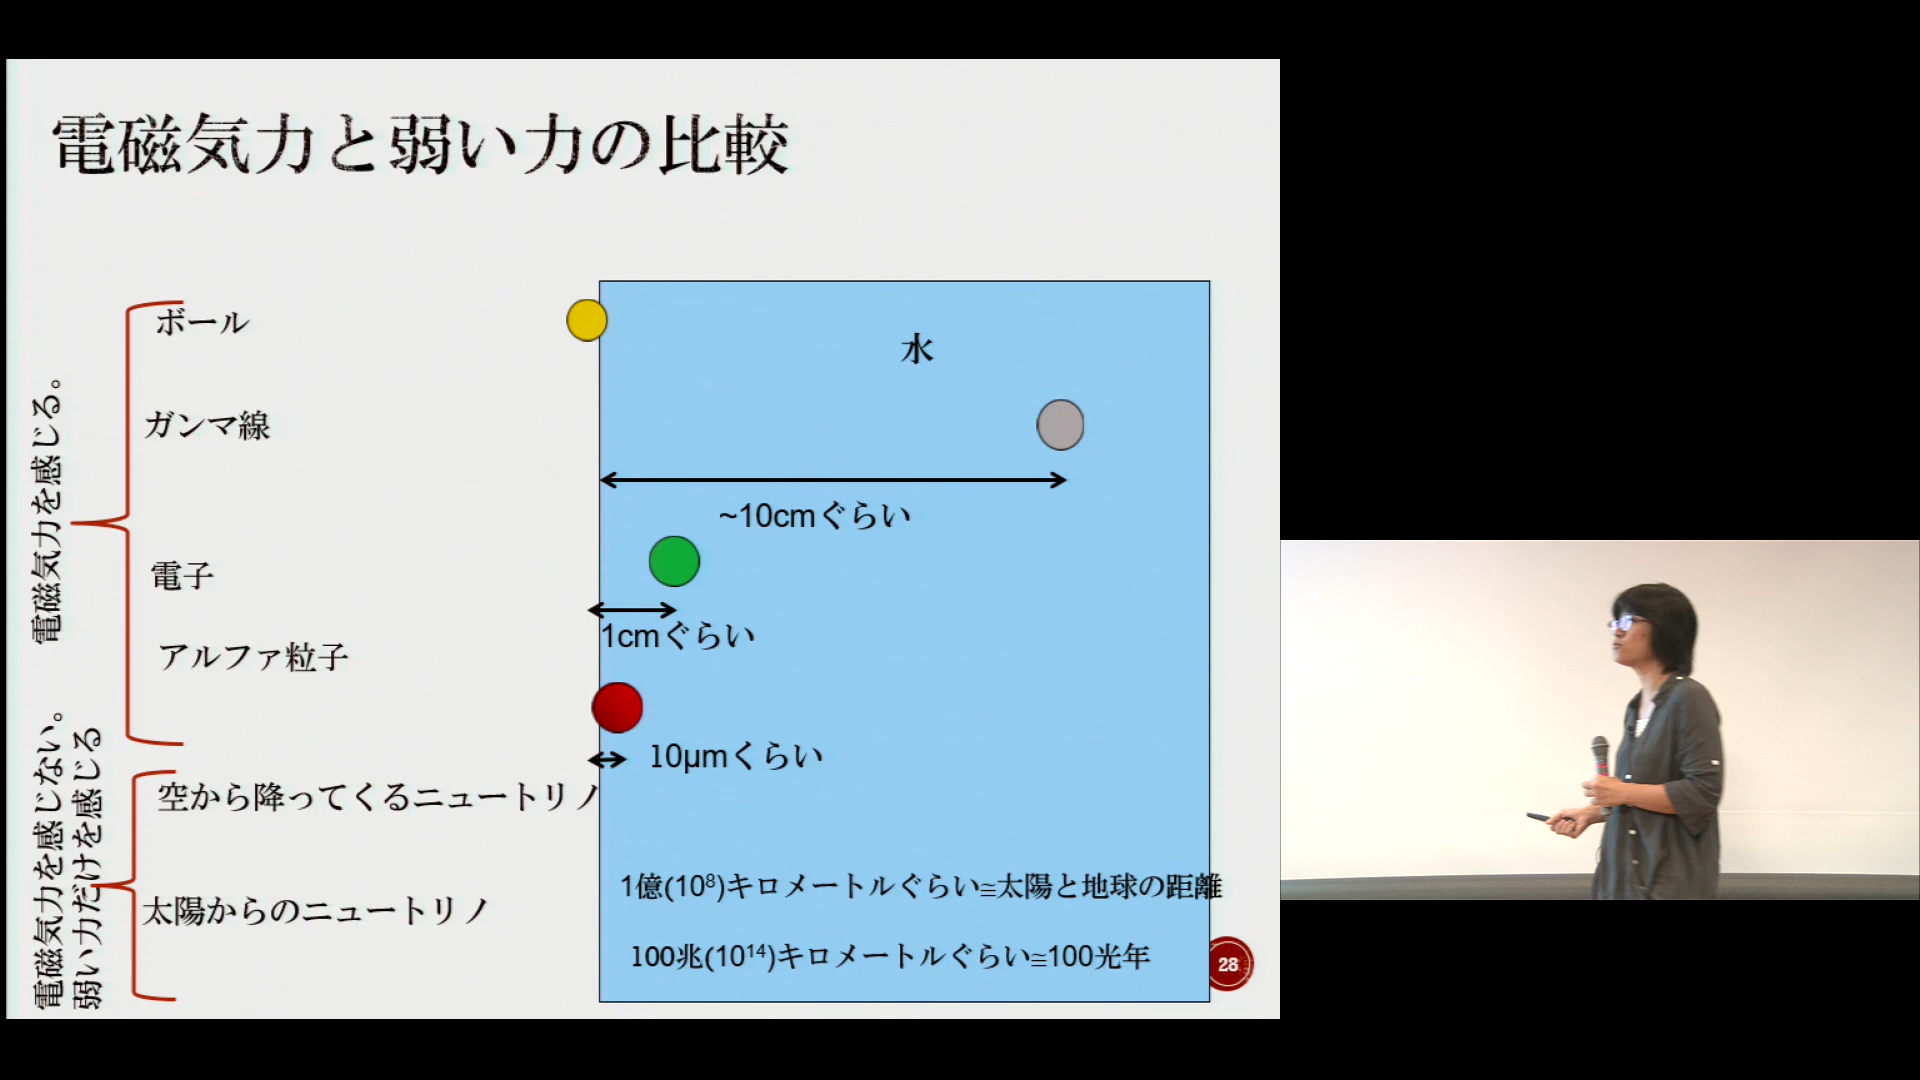 電磁気力と弱い力の比較
電磁気力を感じる。
ボール
水
ガンマ線
~10cmぐらい
電子
1cmぐらい
アルファ粒子
10μmくらい
電磁気力を感じない。
弱い力だけを感じる
空から降ってくるニュートリノ
1億(10⁸)キロメートルぐらい≅太陽と地球の距離
太陽からのニュートリノ
100兆(10¹⁴)キロメートルぐらい≅100光年
28